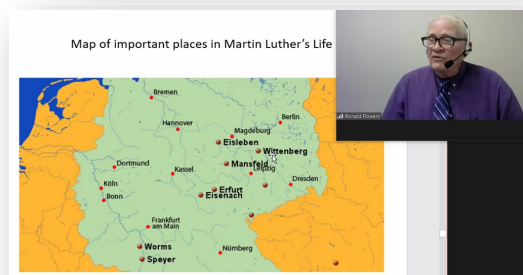 Map of important places in Martin Luther's Life
Ronald Rovers
Bremen
Berlin
Hannover
Magdeburg
Eisleben
Wittenberg
Dortmund
Mansfeld
Kassel
Leipzig
Köln
Dresden
Erfurt
Bonn
Eisenach
Frankfurt
am Main
Worms
Nürnberg
Speyer